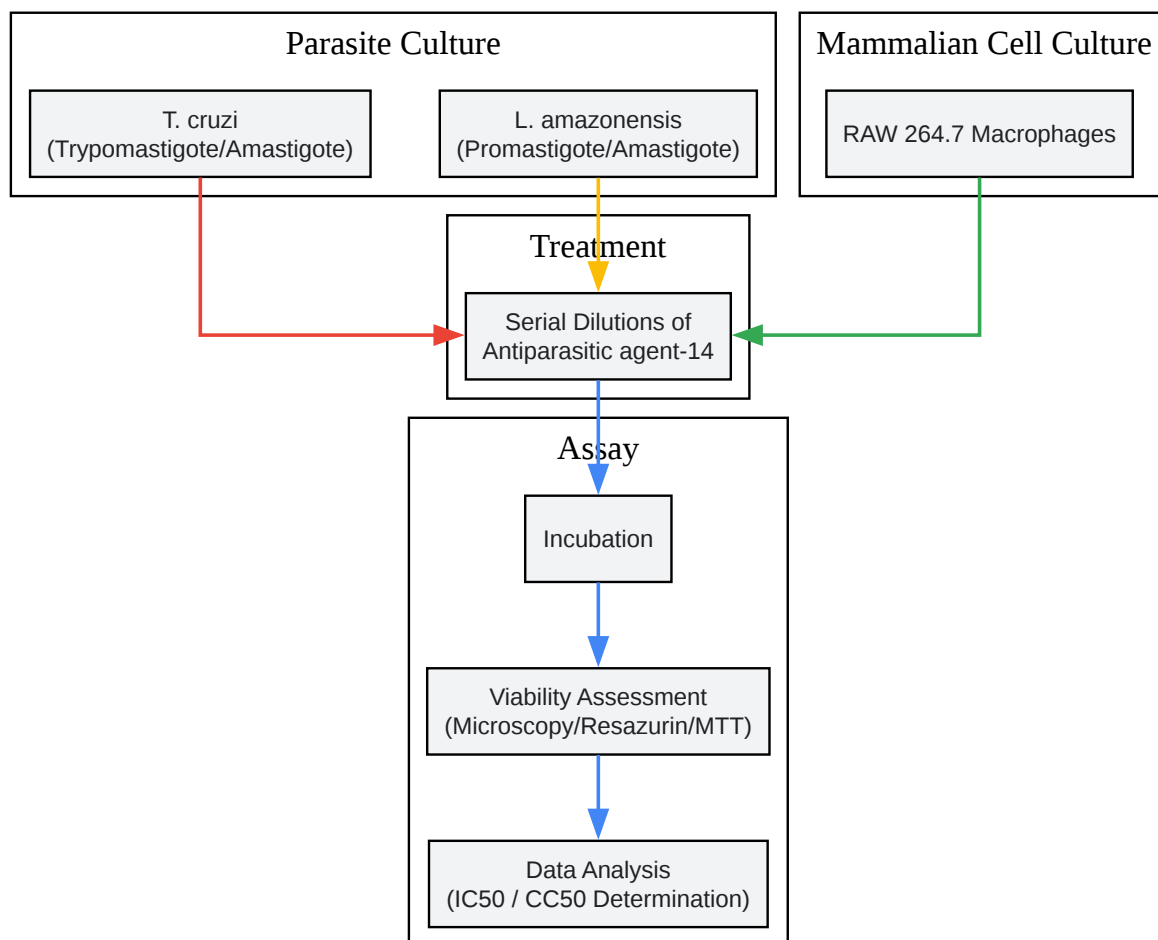 Parasite Culture
Mammalian Cell Culture
T. cruzi
(Trypomastigote/Amastigote)
L. amazonensis
(Promastigote/Amastigote)
RAW 264.7 Macrophages
Treatment
Serial Dilutions of
Antiparasitic agent-14
Assay
Incubation
Viability Assessment
(Microscopy/Resazurin/MTT)
Data Analysis
(IC50 / CC50 Determination)